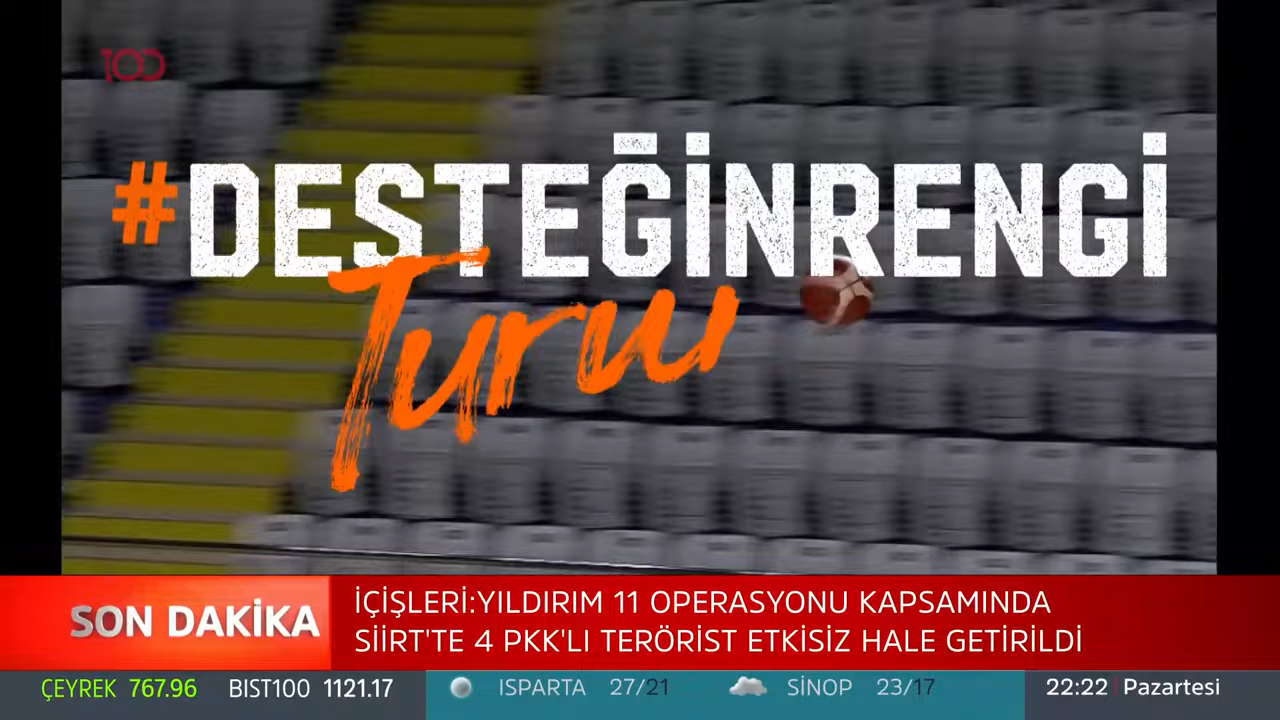 100
#DESTEĞİNRENGİ
Turu
SON DAKİKA
İÇİŞLERİ:YILDIRIM 11 OPERASYONU KAPSAMINDA
SİİRT'TE 4 PKK'LI TERÖRİST ETKİSİZ HALE GETİRİLDİ
ÇEYREK 767.96 BIST100 1121.17 ISPARTA 27/21 SİNOP 23/17 22:22 Pazartesi